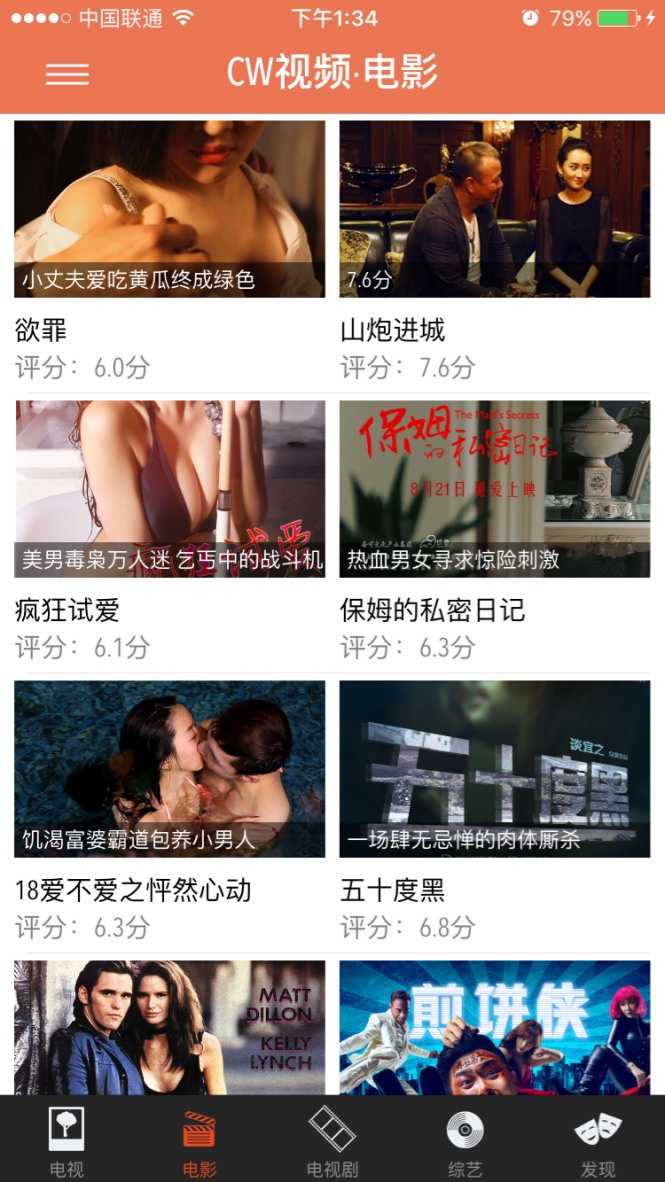 中国联通 下午1:34 79%
CW视频·电影
小丈夫爱吃黄瓜终成绿色
7.6分
欲罪
山炮进城
评分：6.0分
评分：7.6分
保姆的私密日记
The Maid's Secrets
8月21日 上映
美男毒枭万人迷 乞丐中的战斗机
热血男女寻求惊险刺激
疯狂试爱
保姆的私密日记
评分：6.1分
评分：6.3分
谈宜之
五十度黑
饥渴富婆霸道包养小男人
一场肆无忌惮的肉体厮杀
18爱不爱之怦然心动
五十度黑
评分：6.3分
评分：6.8分
MATT
DILLON
KELLY
LYNCH
煎饼侠
电视
电影
电视剧
综艺
发现